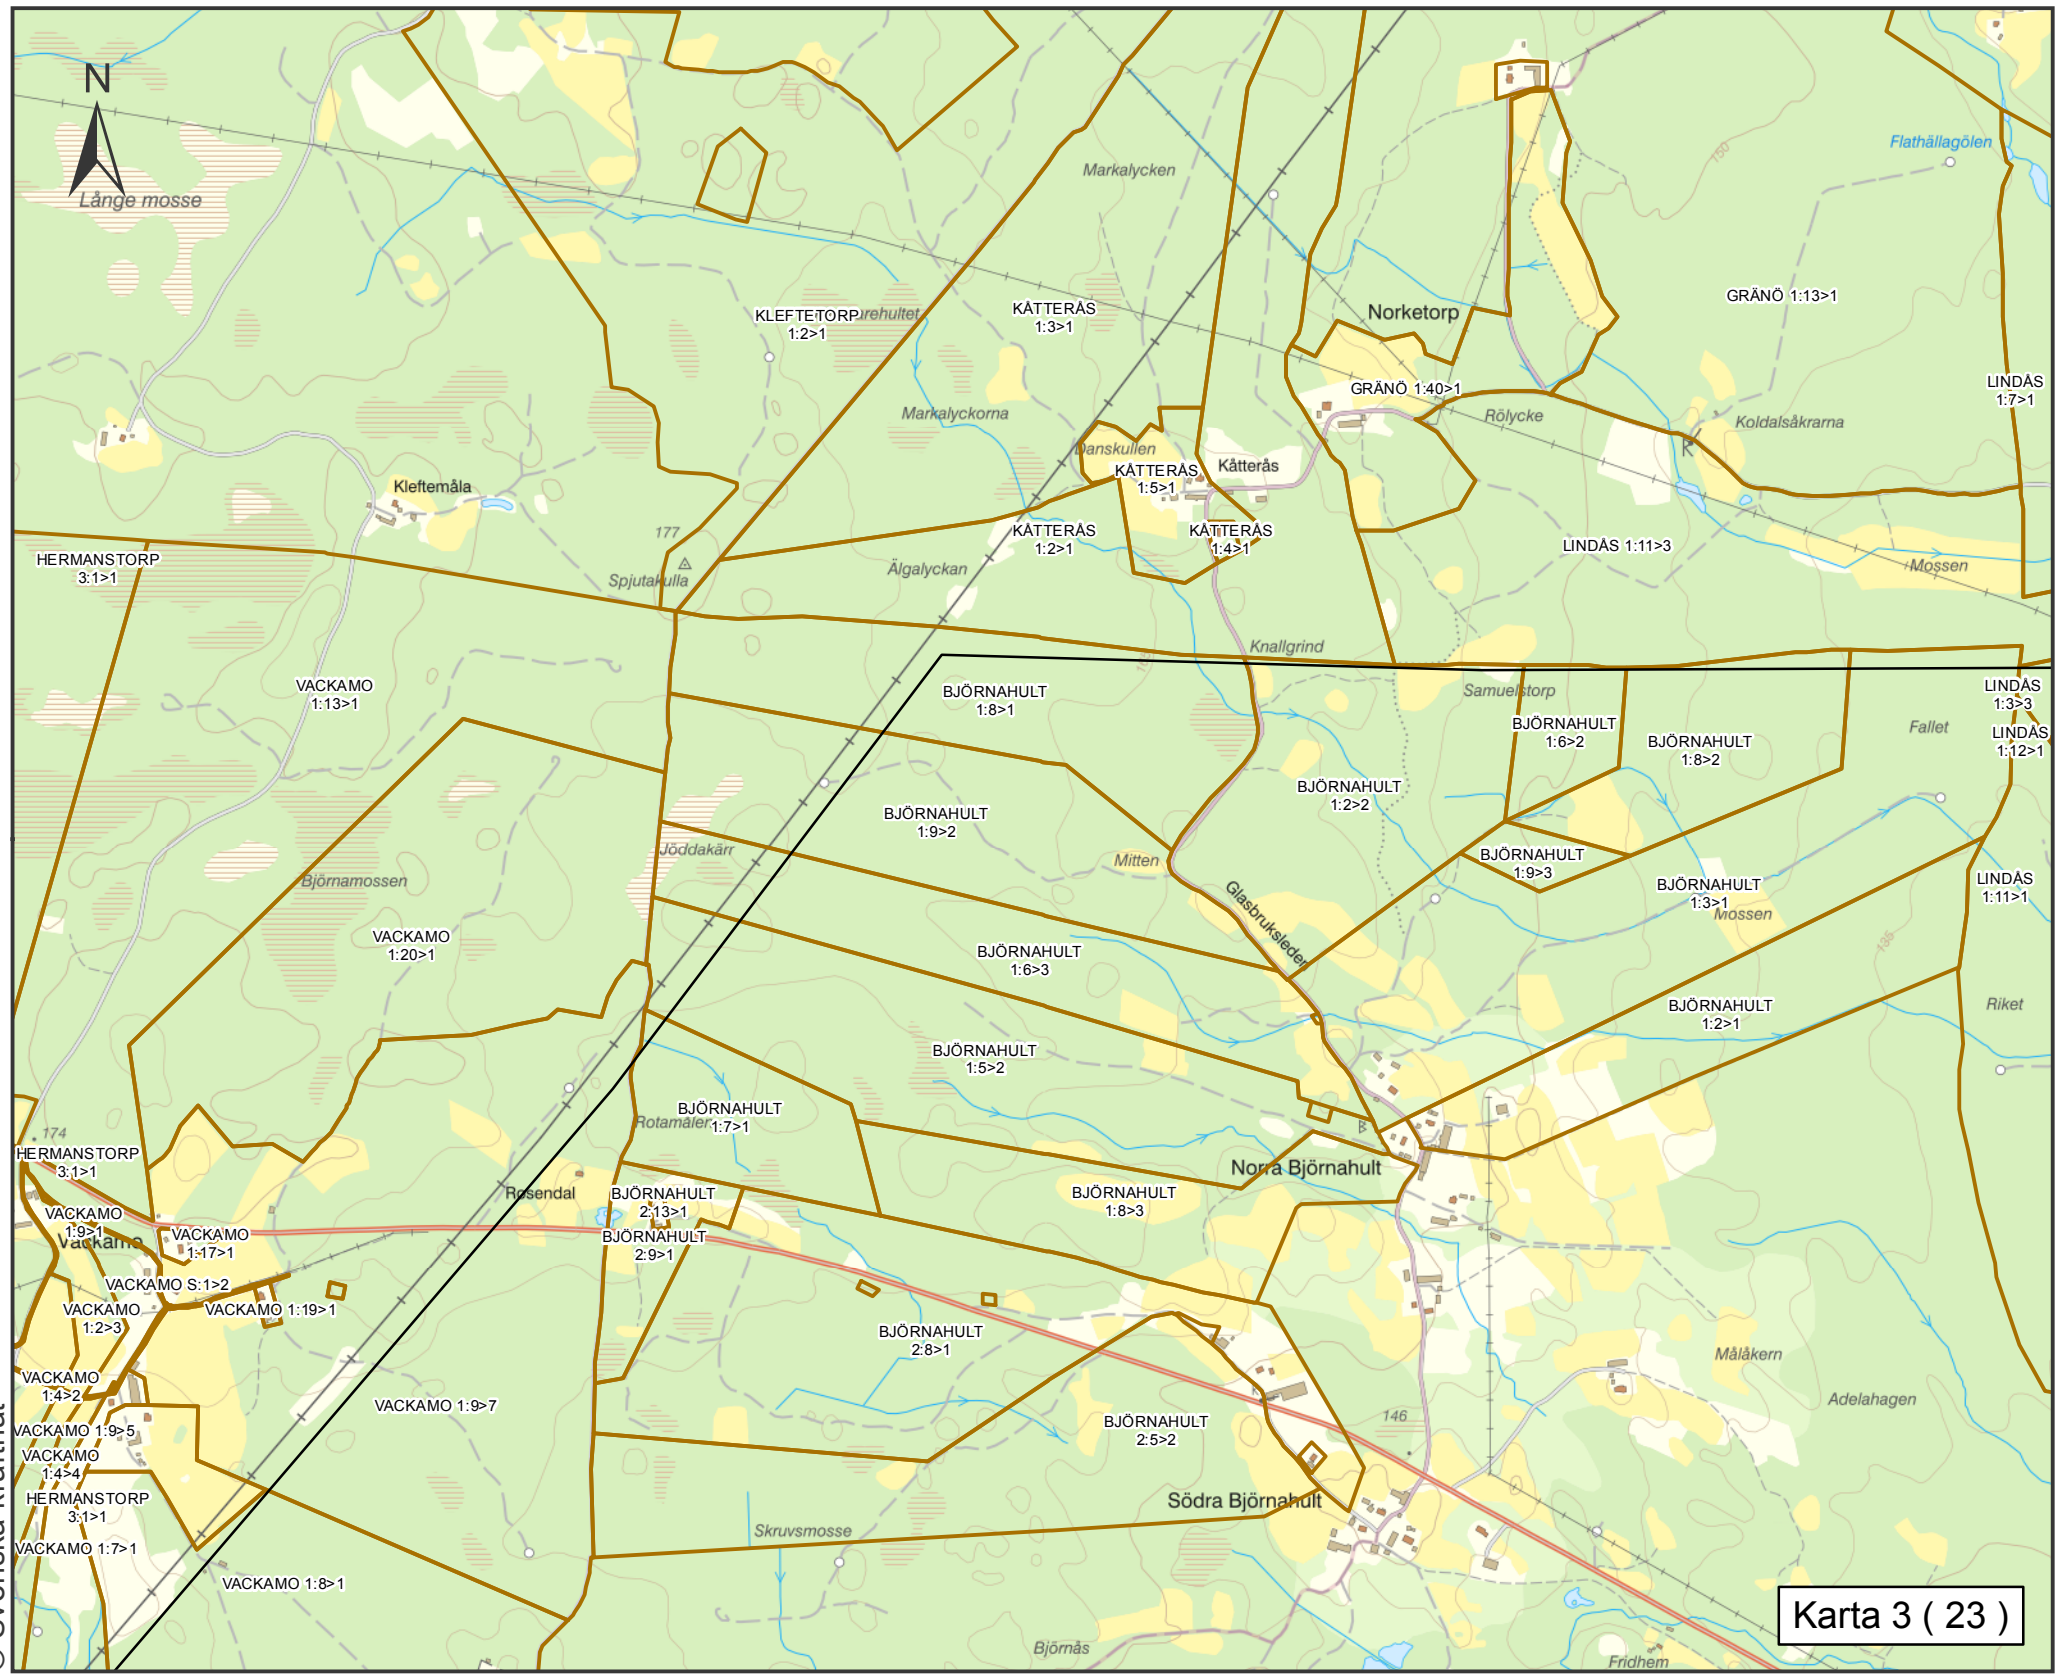 N
Långe mosse
Markalycken
150
Flathällagölen
KLEFTETORP
1:2>1
KÅTTERÅS
1:3>1
Norketorp
GRÄNÖ 1:13>1
GRÄNÖ 1:40>1
LINDÅS
1:7>1
Markalyckorna
Rölycke
Koldalsåkrarna
Danskullen
KÅTTERÅS
1:5>1
Kåtterås
Kleftemåla
177
KÅTTERÅS
1:2>1
KÅTTERÅS
1:4>1
LINDÅS 1:11>3
HERMANSTORP
3:1>1
Spjutakulla
Älgalyckan
Mossen
Knallgrind
VACKAMO
1:13>1
BJÖRNAHULT
1:8>1
Samuelstorp
LINDÅS
1:3>3
BJÖRNAHULT
1:6>2
BJÖRNAHULT
1:8>2
Fallet
LINDÅS
1:12>1
BJÖRNAHULT
1:2>2
BJÖRNAHULT
1:9>2
Jöddakärr
Mitten
BJÖRNAHULT
1:9>3
Björnamossen
Glasbruksleden
BJÖRNAHULT
1:3>1
Mossen
LINDÅS
1:11>1
VACKAMO
1:20>1
135
BJÖRNAHULT
1:6>3
BJÖRNAHULT
1:2>1
Riket
BJÖRNAHULT
1:5>2
BJÖRNAHULT
1:7>1
174
HERMANSTORP
3:1>1
Norra Björnahult
Rosendal
BJÖRNAHULT
2:13>1
BJÖRNAHULT
1:8>3
VACKAMO
1:9>1
Vackamo
VACKAMO
1:17>1
BJÖRNAHULT
2:9>1
VACKAMO S:1>2
VACKAMO
1:2>3
VACKAMO 1:19>1
BJÖRNAHULT
2:8>1
Målåkern
VACKAMO
1:4>2
VACKAMO 1:9>7
Adelahagen
146
BJÖRNAHULT
2:5>2
VACKAMO 1:9>5
VACKAMO
1:4>4
HERMANSTORP
3:1>1
Södra Björnahult
Skruvsmosse
VACKAMO 1:7>1
VACKAMO 1:8>1
Björnås
Fridhem
Karta 3 ( 23 )